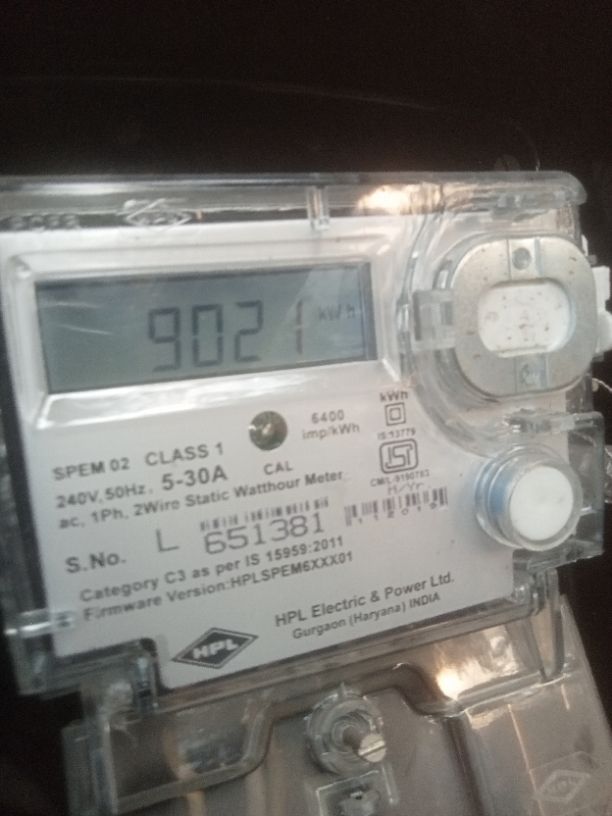 9021 kWh
kWh
6400
imp/kWh
IS:13779
SPEM 02 CLASS 1
CAL
ISI
240V, 50Hz, 5-30A
ac, 1Ph, 2Wire Static Watthour Meter
M/Yr.
S.No. L 651381
Category C3 as per IS 15959:2011
Firmware Version:HPLSPEM6XXX01
HPL
HPL Electric & Power Ltd.
Gurgaon (Haryana) INDIA